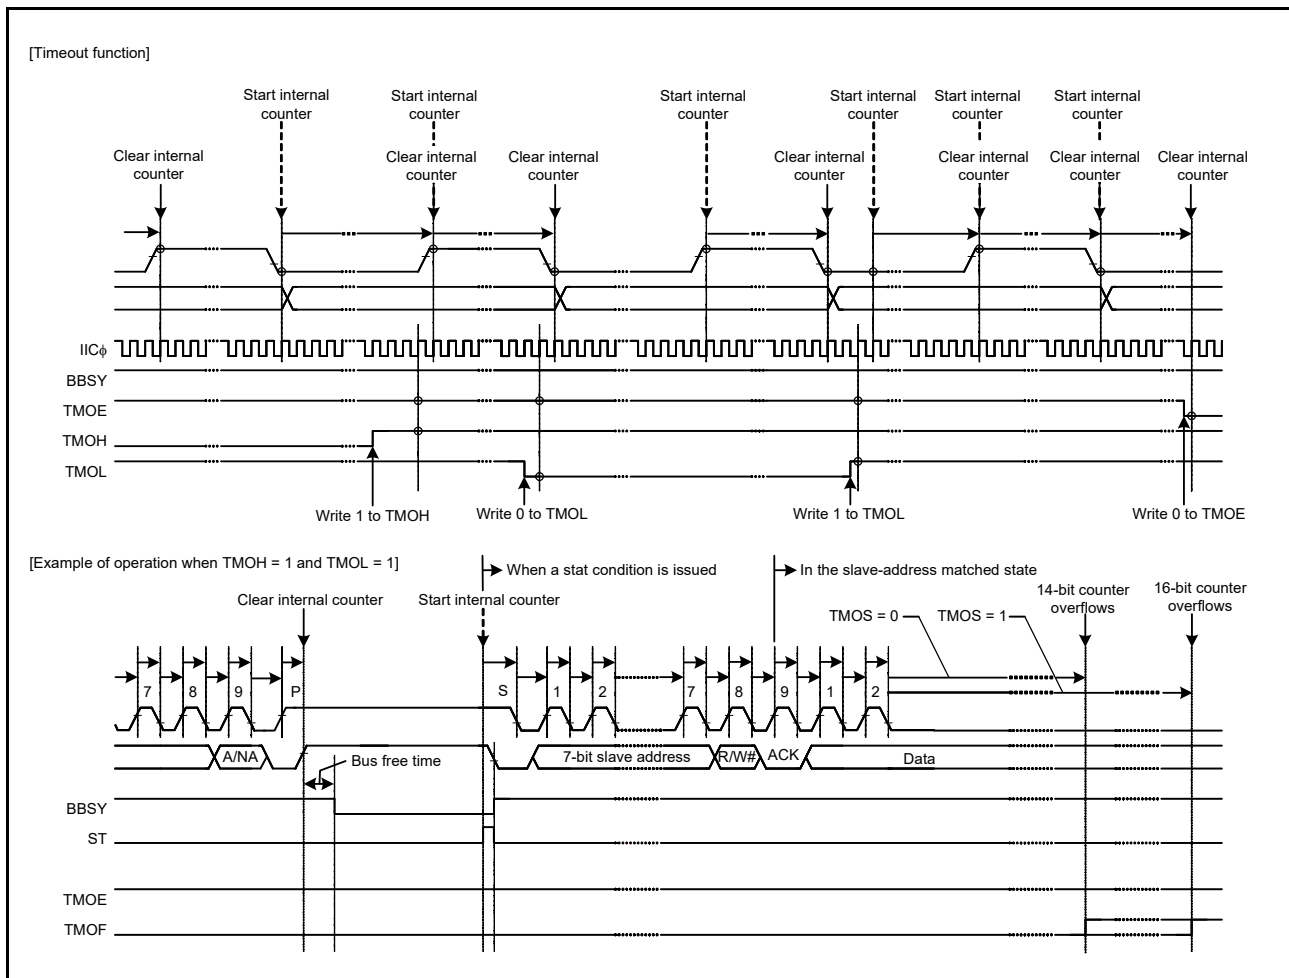 [Timeout function]
Start internal
counter
Start internal
counter
Start internal
counter
Start internal
counter
Start internal
counter
Start internal
counter
Clear internal
counter
Clear internal
counter
Clear internal
counter
Clear internal
counter
Clear internal
counter
Clear internal
counter
Clear internal
counter
IICϕ
BBSY
TMOE
TMOH
TMOL
Write 1 to TMOH
Write 0 to TMOL
Write 1 to TMOL
Write 0 to TMOE
[Example of operation when TMOH = 1 and TMOL = 1]
When a stat condition is issued
In the slave-address matched state
Clear internal counter
Start internal counter
14-bit counter
overflows
16-bit counter
overflows
TMOS = 0
TMOS = 1
7 8 9 P S 1 2 7 8 9 1 2
A/NA
7-bit slave address
R/W#
ACK
Data
Bus free time
BBSY
ST
TMOE
TMOF